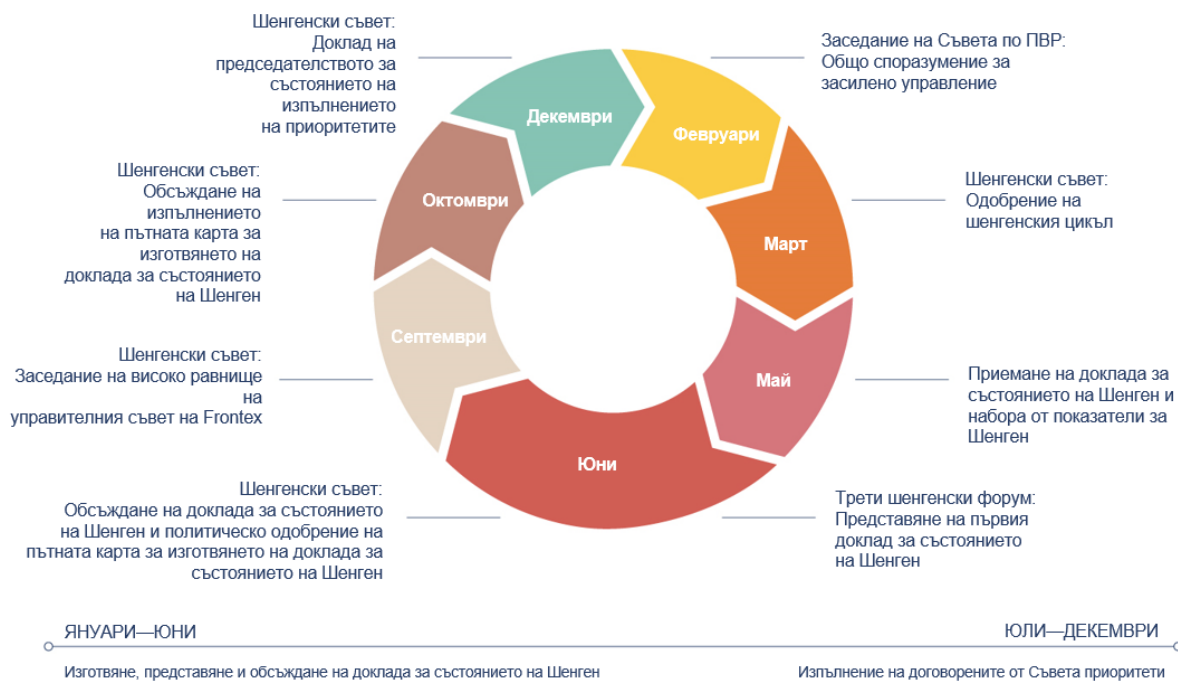 Шенгенски съвет:
Доклад на
председателството за
състоянието на
изпълнението
на приоритетите
Заседание на Съвета по ПВР:
Общо споразумение за
засилено управление
Декември
Февруари
Шенгенски съвет:
Обсъждане на
изпълнението
на пътната карта за
изготвянето на
доклада за състоянието
на Шенген
Октомври
Март
Шенгенски съвет:
Одобрение на
шенгенския цикъл
Шенгенски съвет:
Заседание на високо равнище
на
управителния съвет на Frontex
Септември
Май
Приемане на доклада за
състоянието на Шенген и
набора от показатели за
Шенген
Юни
Шенгенски съвет:
Обсъждане на доклада за състоянието
на Шенген и политическо одобрение на
пътната карта за изготвянето на доклада за
състоянието на Шенген
Трети шенгенски форум:
Представяне на първия
доклад за състоянието
на Шенген
ЯНУАРИ—ЮНИ
ЮЛИ—ДЕКЕМВРИ
Изготвяне, представяне и обсъждане на доклада за състоянието на Шенген
Изпълнение на договорените от Съвета приоритети